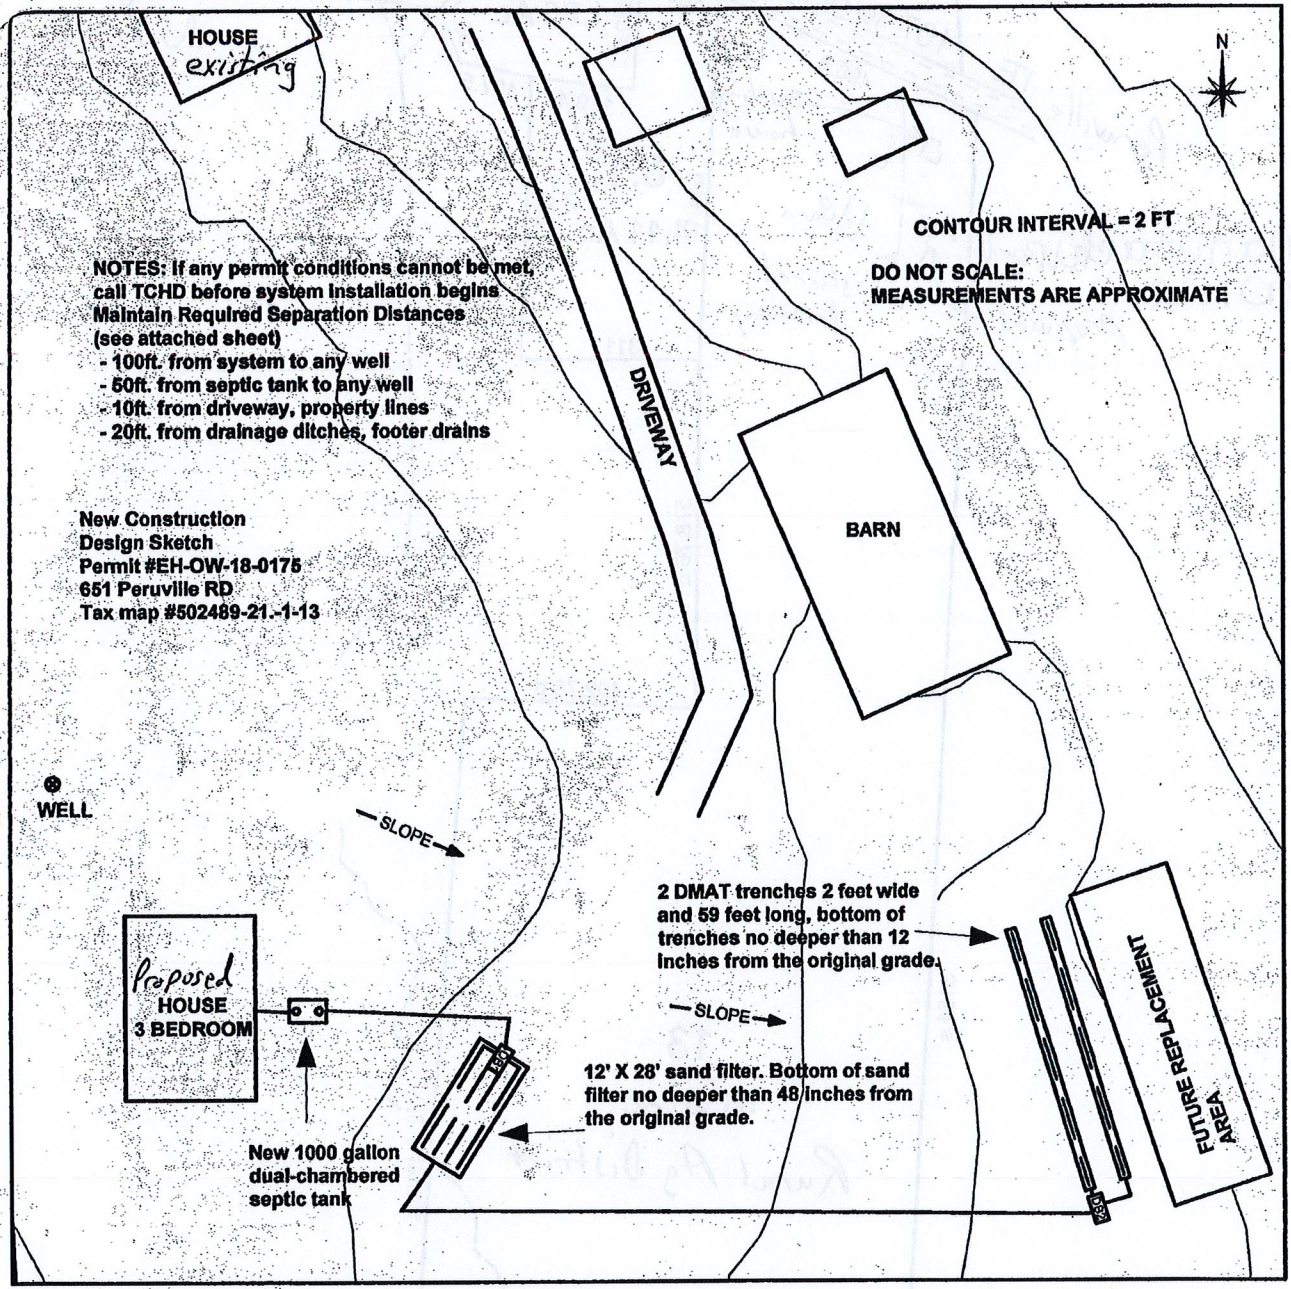 HOUSE
existing
N
CONTOUR INTERVAL = 2 FT
DO NOT SCALE:
MEASUREMENTS ARE APPROXIMATE
NOTES: If any permit conditions cannot be met,
call TCHD before system installation begins
Maintain Required Separation Distances
(see attached sheet)
- 100ft. from system to any well
- 50ft. from septic tank to any well
- 10ft. from driveway, property lines
- 20ft. from drainage ditches, footer drains
DRIVEWAY
BARN
New Construction
Design Sketch
Permit #EH-OW-18-0175
651 Peruville RD
Tax map #502489-21.-1-13
WELL
SLOPE
2 DMAT trenches 2 feet wide
and 59 feet long, bottom of
trenches no deeper than 12
inches from the original grade.
Proposed
HOUSE
3 BEDROOM
SLOPE
DB1
12' X 28' sand filter. Bottom of sand
filter no deeper than 48 inches from
the original grade.
FUTURE REPLACEMENT
AREA
New 1000 gallon
dual-chambered
septic tank
DB2
Rural Ag District